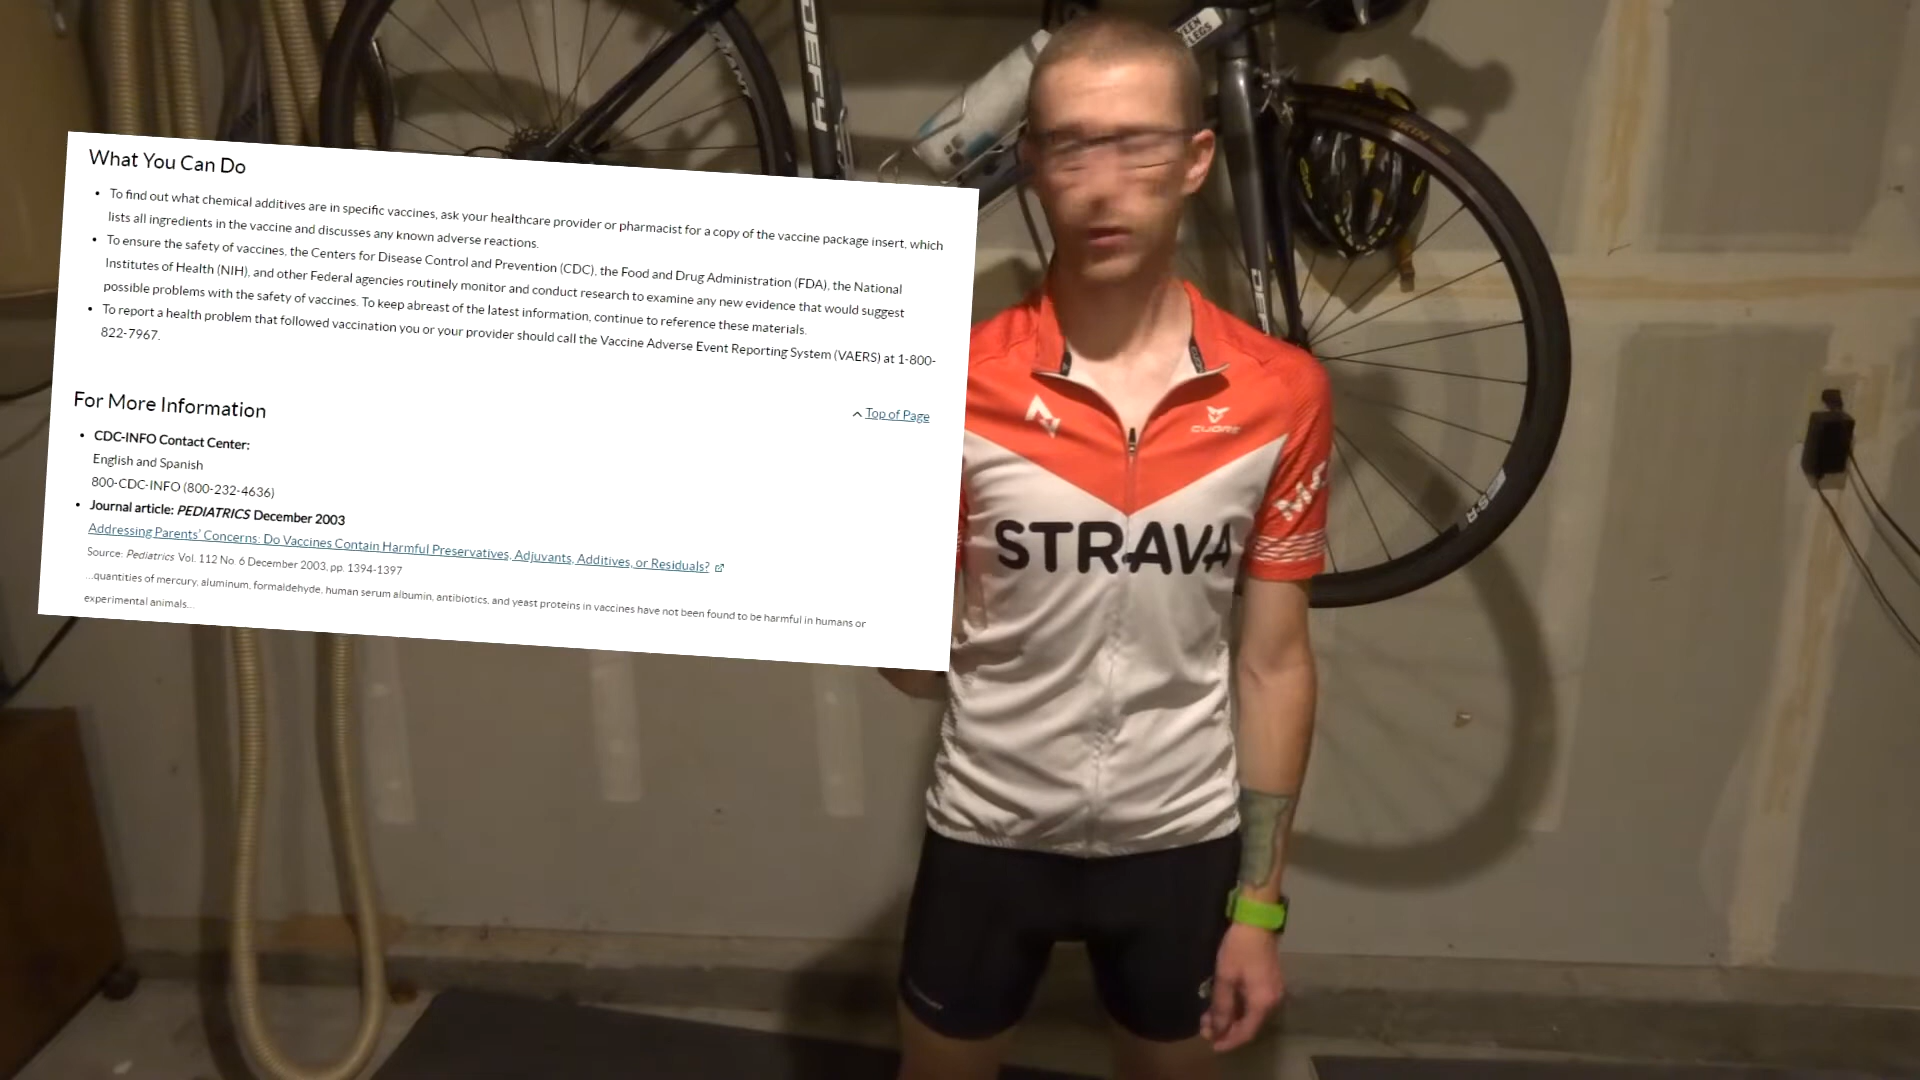 What You Can Do
To find out what chemical additives are in specific vaccines, ask your healthcare provider or pharmacist for a copy of the vaccine package insert, which
lists all ingredients in the vaccine and discusses any known adverse reactions.
To ensure the safety of vaccines, the Centers for Disease Control and Prevention (CDC), the Food and Drug Administration (FDA), the National
Institutes of Health (NIH), and other Federal agencies routinely monitor and conduct research to examine any new evidence that would suggest
possible problems with the safety of vaccines. To keep abreast of the latest information, continue to reference these materials.
To report a health problem that followed vaccination you or your provider should call the Vaccine Adverse Event Reporting System (VAERS) at 1-800-
822-7967.
For More Information
Top of Page
CDC-INFO Contact Center:
English and Spanish
800-CDC-INFO (800-232-4636)
Journal article: PEDIATRICS December 2003
Addressing Parents' Concerns: Do Vaccines Contain Harmful Preservatives, Adjuvants, Additives, or Residuals?
Source: Pediatrics Vol. 112 No. 6 December 2003, pp. 1394-1397
...quantities of mercury, aluminum, formaldehyde, human serum albumin, antibiotics, and yeast proteins in vaccines have not been found to be harmful in humans or
experimental animals...
DEFY
GIANT
LEGS
CUORE
STRAVA